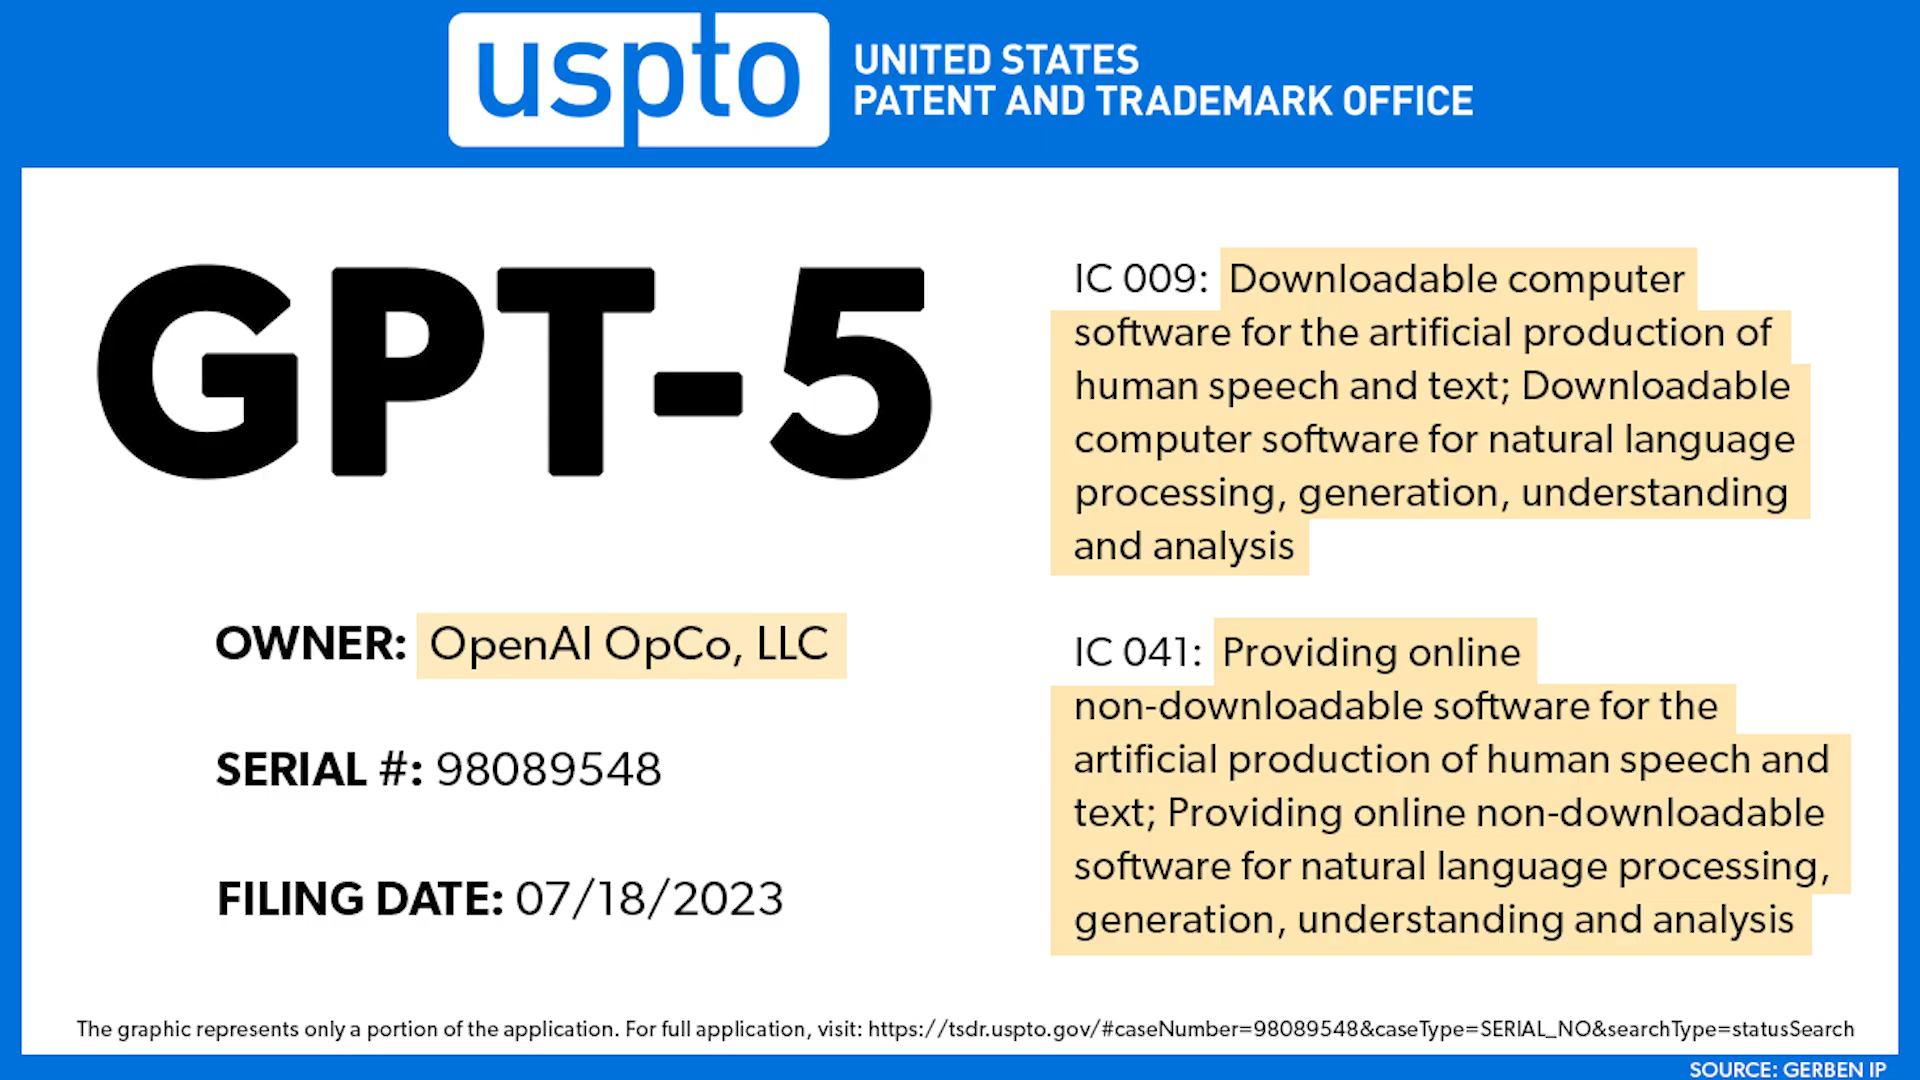 uspto
UNITED STATES
PATENT AND TRADEMARK OFFICE
GPT-5
OWNER: OpenAI OpCo, LLC
SERIAL #: 98089548
FILING DATE: 07/18/2023
IC 009: Downloadable computer
software for the artificial production of
human speech and text; Downloadable
computer software for natural language
processing, generation, understanding
and analysis
IC 041: Providing online
non-downloadable software for the
artificial production of human speech and
text; Providing online non-downloadable
software for natural language processing,
generation, understanding and analysis
The graphic represents only a portion of the application. For full application, visit: https://tsdr.uspto.gov/#caseNumber=98089548&caseType=SERIAL_NO&searchType=statusSearch
SOURCE: GERBEN IP